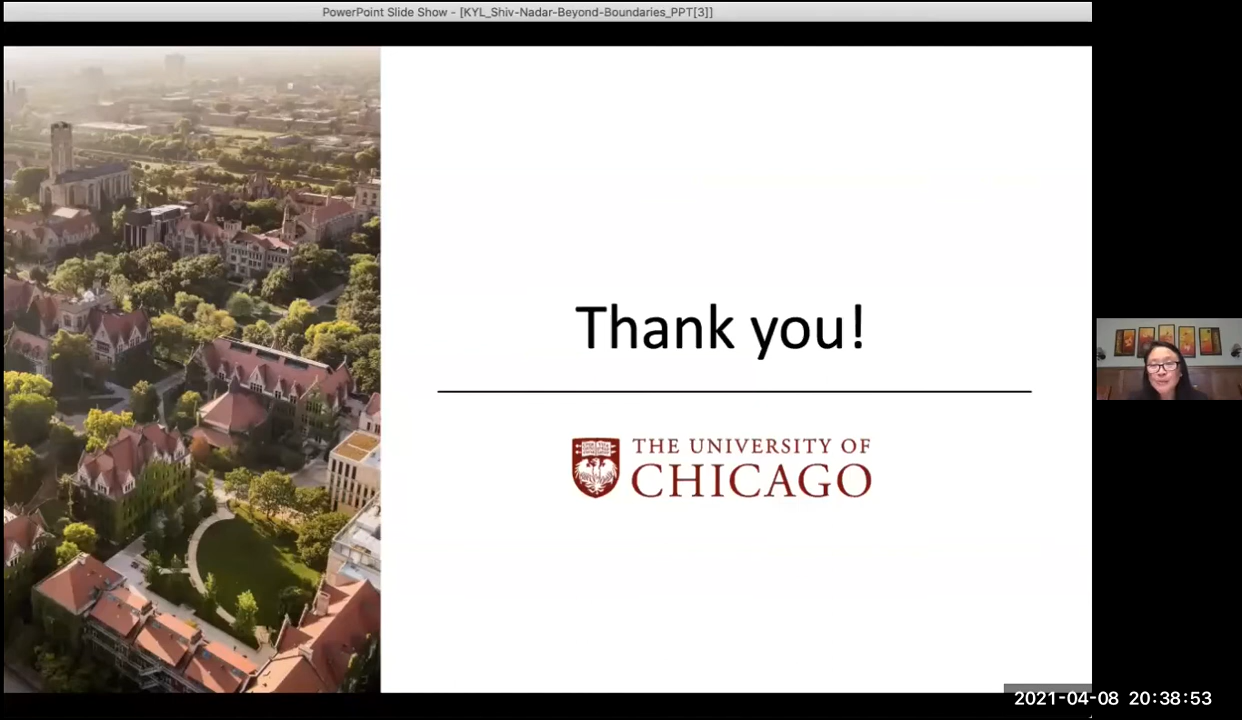 PowerPoint Slide Show - [KYL_Shiv-Nadar-Beyond-Boundaries_PPT[3]]
Thank you!
THE UNIVERSITY OF
CHICAGO
2021-04-08 20:38:53